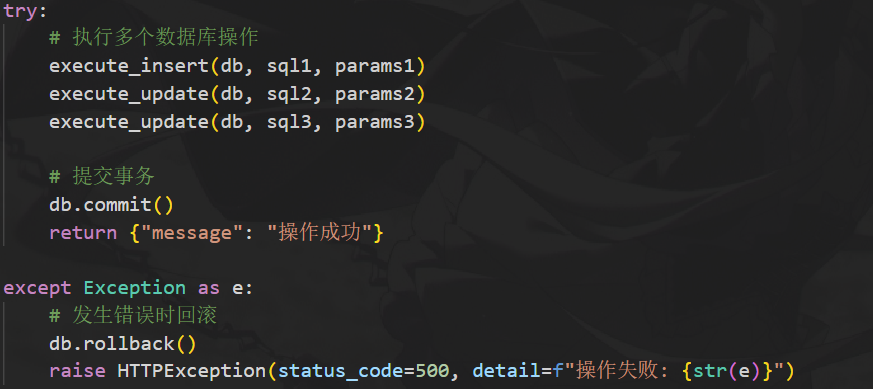 try:
    # 执行多个数据库操作
    execute_insert(db, sql1, params1)
    execute_update(db, sql2, params2)
    execute_update(db, sql3, params3)

    # 提交事务
    db.commit()
    return {"message": "操作成功"}

except Exception as e:
    # 发生错误时回滚
    db.rollback()
    raise HTTPException(status_code=500, detail=f"操作失败: {str(e)}")